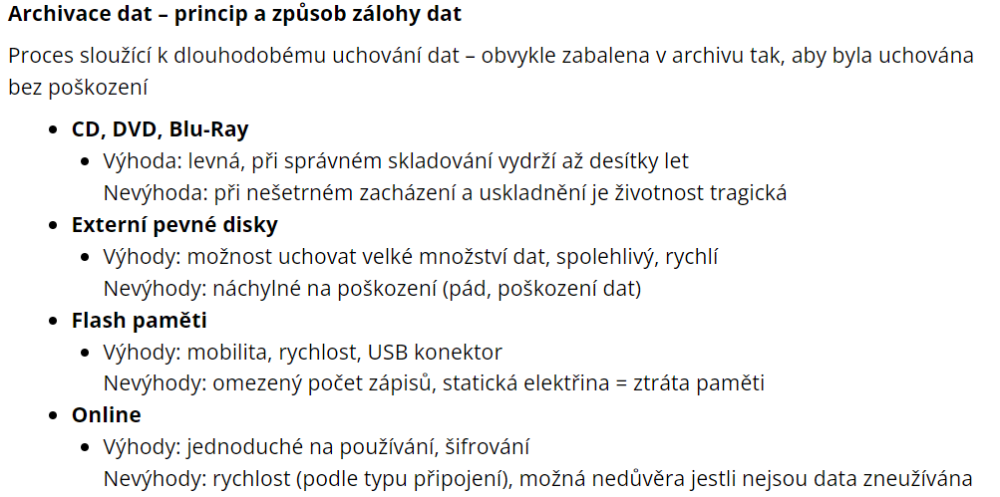 Archivace dat – princip a způsob zálohy dat
Proces sloužící k dlouhodobému uchování dat – obvykle zabalena v archivu tak, aby byla uchována
bez poškození
• CD, DVD, Blu-Ray
• Výhoda: levná, při správném skladování vydrží až desítky let
Nevýhoda: při nešetrném zacházení a uskladnění je životnost tragická
• Externí pevné disky
• Výhody: možnost uchovat velké množství dat, spolehlivý, rychlí
Nevýhody: náchylné na poškození (pád, poškození dat)
• Flash paměti
• Výhody: mobilita, rychlost, USB konektor
Nevýhody: omezený počet zápisů, statická elektřina = ztráta paměti
• Online
• Výhody: jednoduché na používání, šifrování
Nevýhody: rychlost (podle typu připojení), možná nedůvěra jestli nejsou data zneužívána